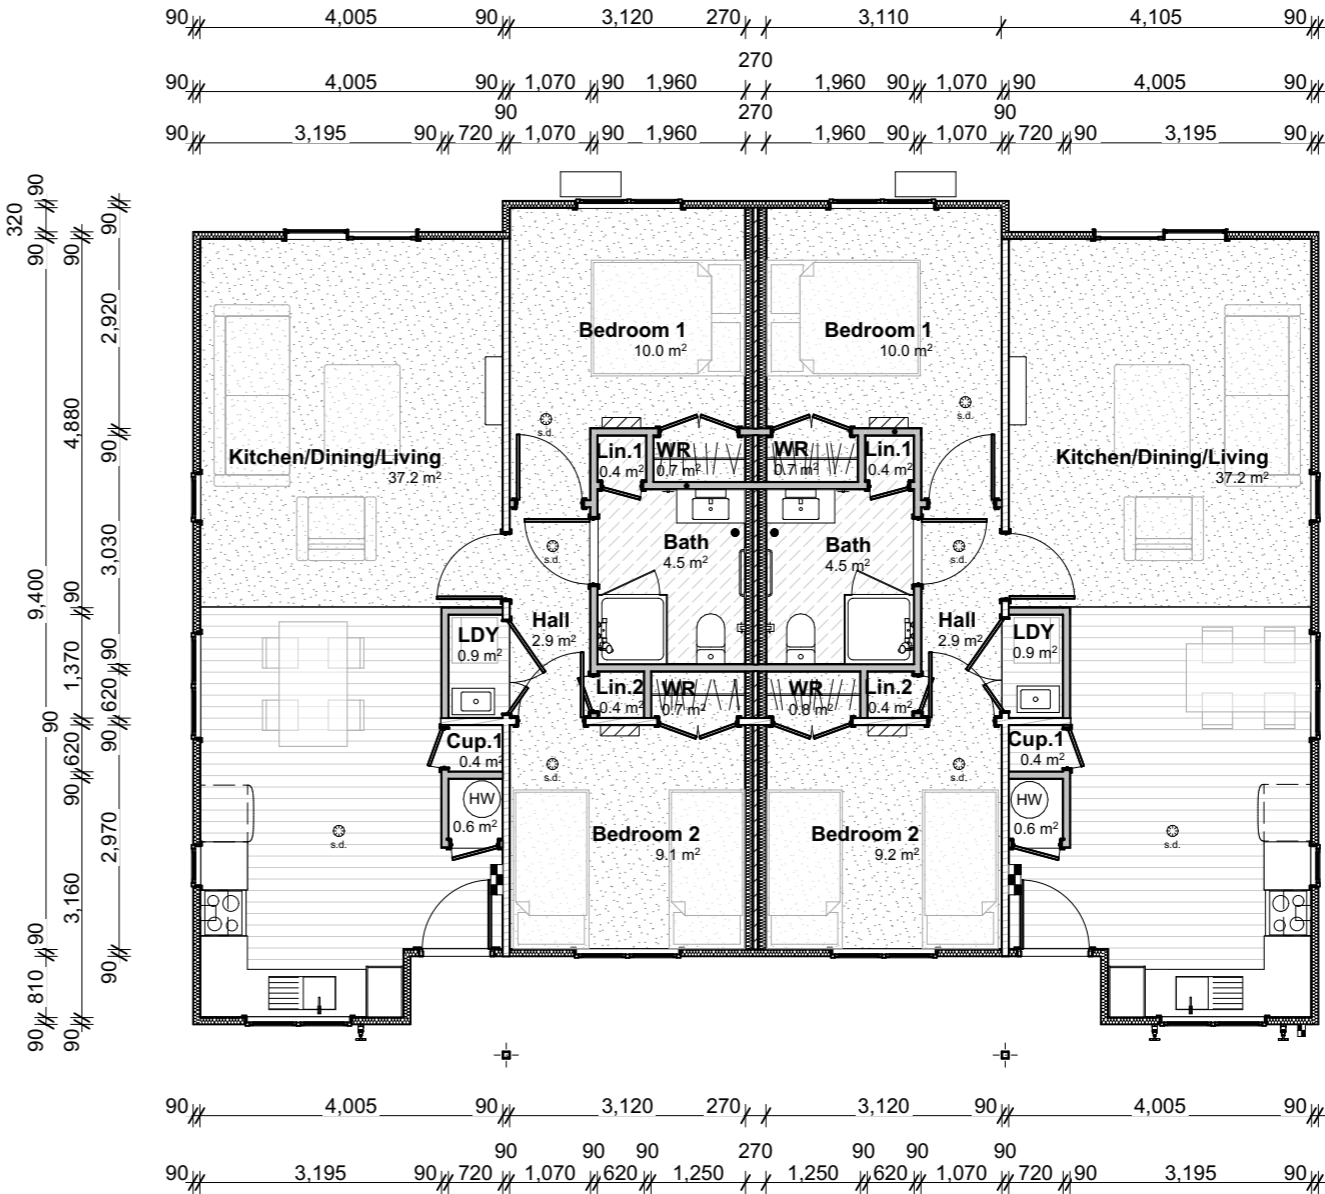 90 4,005 90 3,120 270 3,110 4,105 90
270
90 4,005 90 1,070 90 1,960 1,960 90 1,070 90 4,005 90
90 270 90
90 3,195 90 720 1,070 90 1,960 1,960 90 1,070 720 90 3,195 90
90
320
90
9,400
90
810
90
90
4,880
90
1,370
90
620
90
3,160
90
90
2,920
90
3,030
90
620
90
2,970
90
Bedroom 1
10.0 m²
Bedroom 1
10.0 m²
s.d.
s.d.
Kitchen/Dining/Living
37.2 m²
Lin.1
0.4 m²
WR
0.7 m²
WR
0.7 m²
Lin.1
0.4 m²
Kitchen/Dining/Living
37.2 m²
s.d.
Bath
4.5 m²
Bath
4.5 m²
s.d.
LDY
0.9 m²
Hall
2.9 m²
Hall
2.9 m²
LDY
0.9 m²
Lin.2
0.4 m²
WR
0.7 m²
WR
0.8 m²
Lin.2
0.4 m²
Cup.1
0.4 m²
s.d.
s.d.
Cup.1
0.4 m²
HW
0.6 m²
HW
0.6 m²
s.d.
Bedroom 2
9.1 m²
Bedroom 2
9.2 m²
s.d.
90 4,005 90 3,120 270 3,120 90 4,005 90
90 90 90 270 90 90 90
90 3,195 90 720 1,070 620 1,250 1,250 620 1,070 720 90 3,195 90